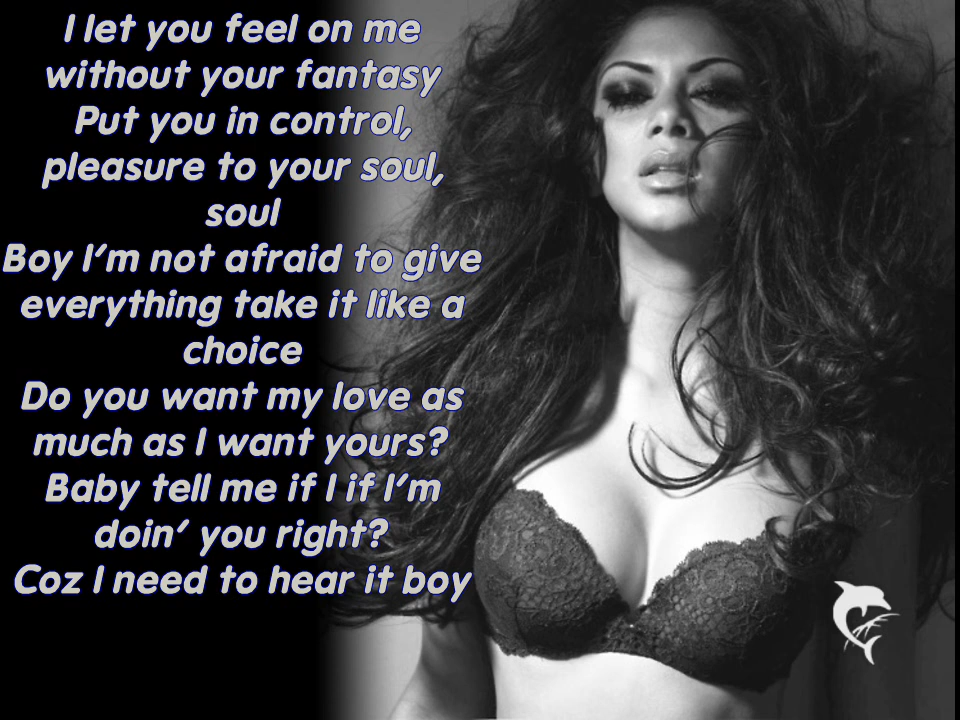 I let you feel on me
without your fantasy
Put you in control,
pleasure to your soul,
soul
Boy I'm not afraid to give
everything take it like a
choice
Do you want my love as
much as I want yours?
Baby tell me if I if I'm
doin' you right?
Coz I need to hear it boy